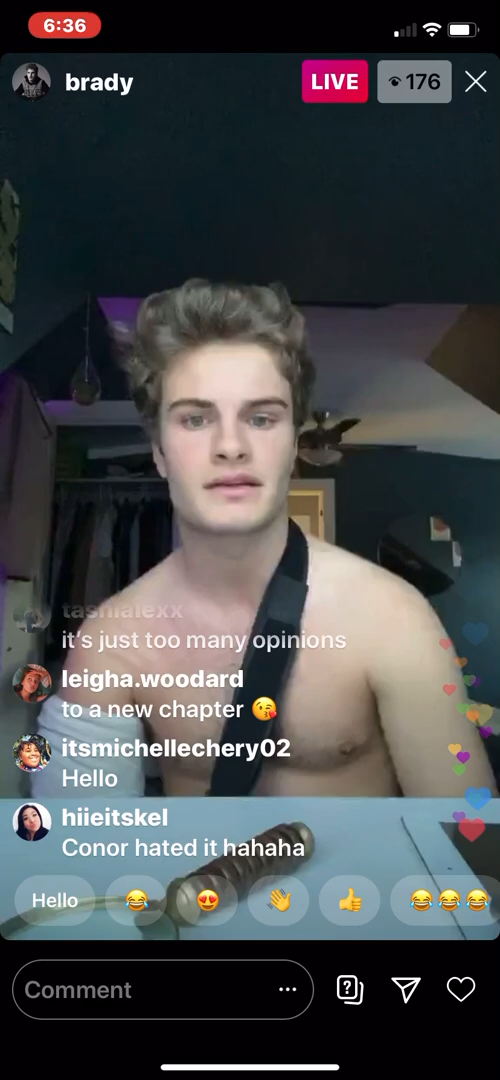 6:36
brady
LIVE
176
tashialexx
it's just too many opinions
leigha.woodard
to a new chapter 😘
itsmichellechery02
Hello
hiieitskel
Conor hated it hahaha
Hello 😂 😍 👋 👍 😂😂😂
Comment